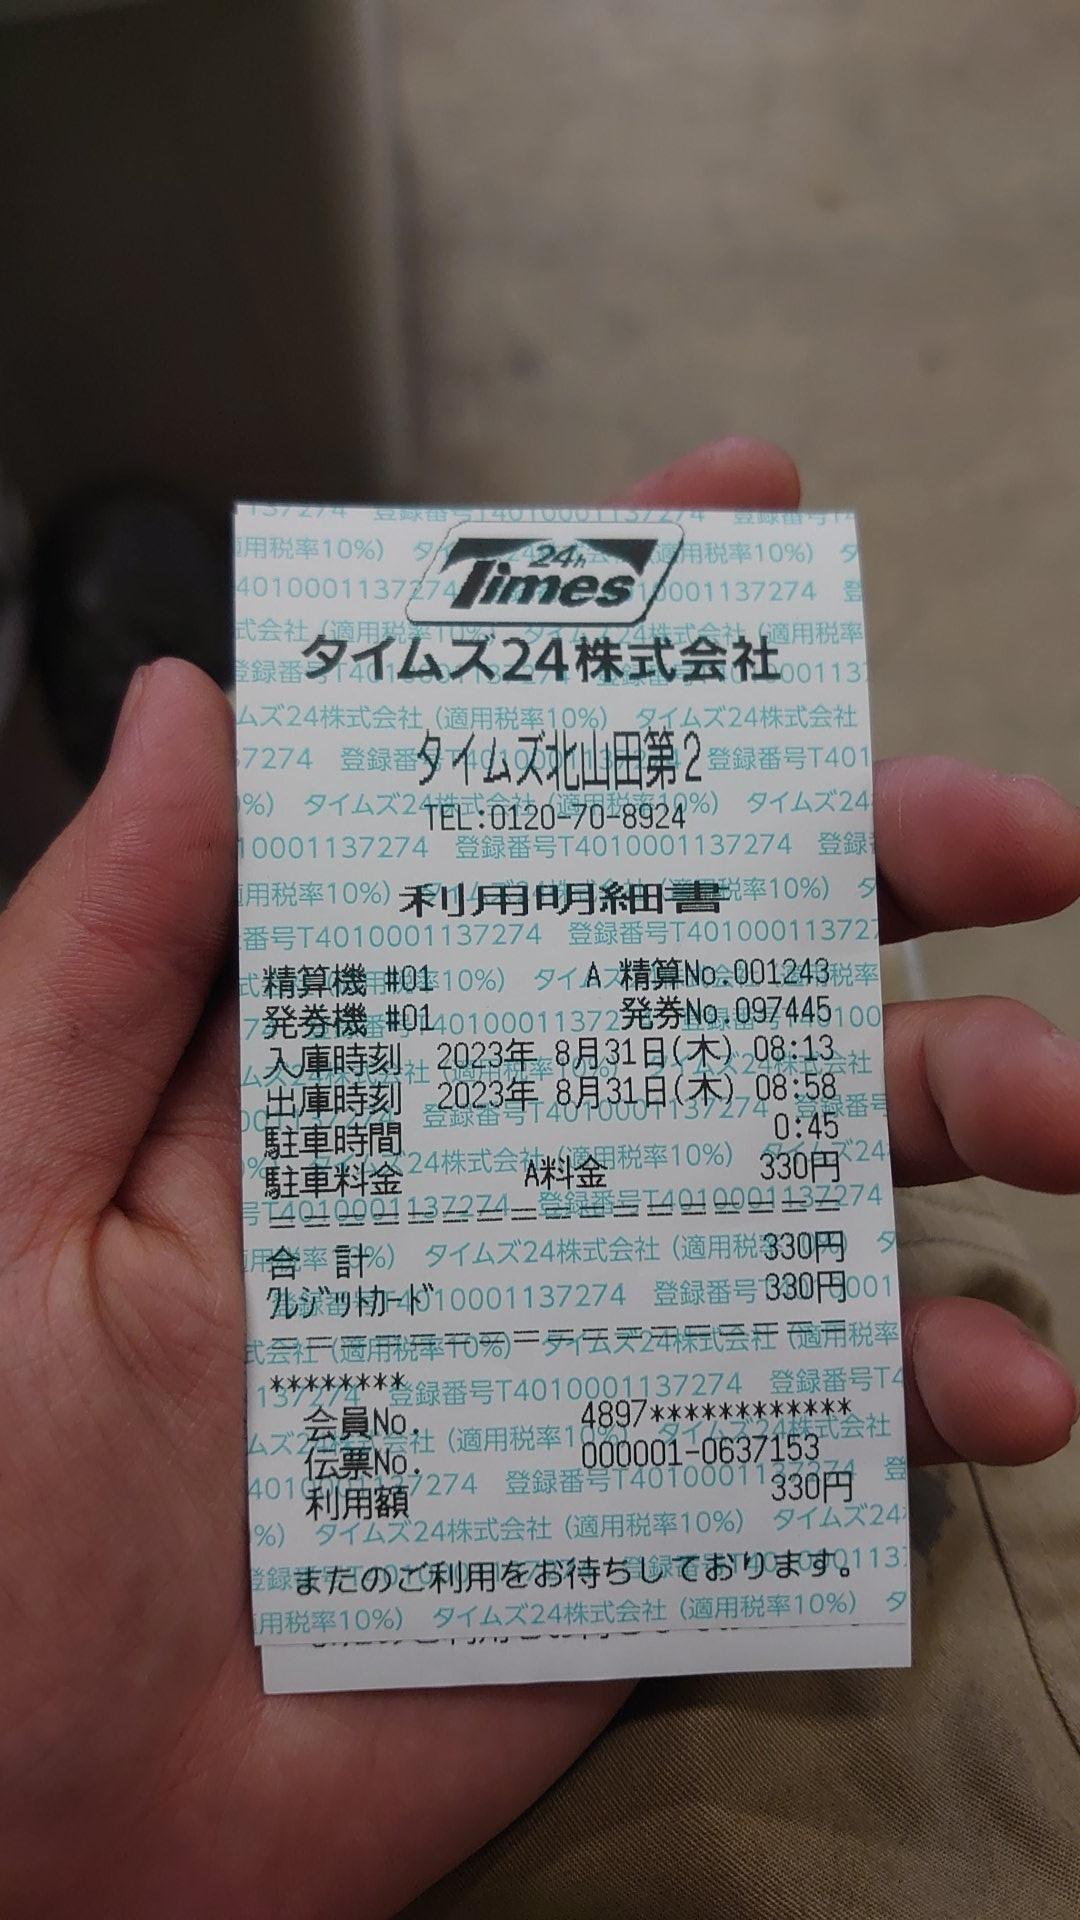 24h
Times
タイムズ24株式会社
タイムズ北山田第2
TEL:0120-70-8924
利用明細書
精算機 #01 A 精算No.001243
発券機 #01 発券No.097445
入庫時刻 2023年 8月31日(木) 08:13
出庫時刻 2023年 8月31日(木) 08:58
駐車時間 0:45
駐車料金 A料金 330円
=================
合 計 330円
クレジットカード 330円
=================
********
会員No. 4897************
伝票No. 000001-0637153
利用額 330円
またのご利用をお待ちしております。
タイムズ24株式会社 (適用税率10%)
登録番号T4010001137274